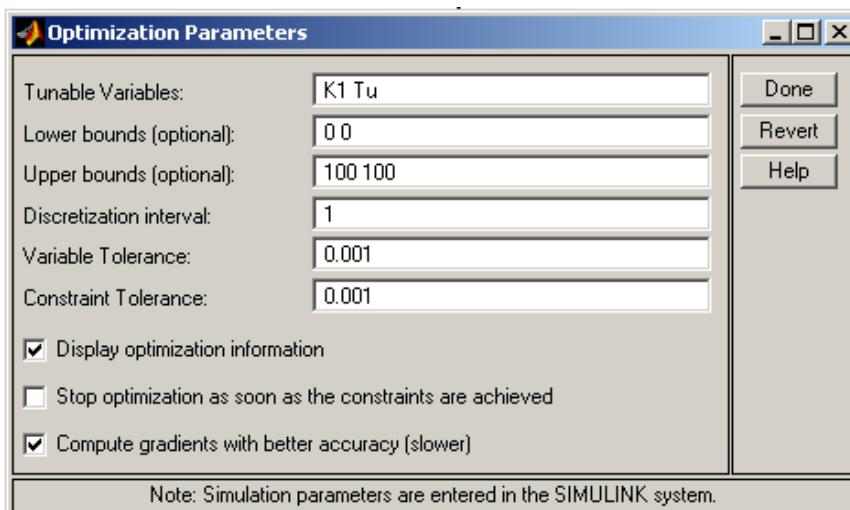 Optimization Parameters
Tunable Variables: K1 Tu Done
Lower bounds (optional): 0 0 Revert
Upper bounds (optional): 100 100 Help
Discretization interval: 1
Variable Tolerance: 0.001
Constraint Tolerance: 0.001
Display optimization information
Stop optimization as soon as the constraints are achieved
Compute gradients with better accuracy (slower)
Note: Simulation parameters are entered in the SIMULINK system.